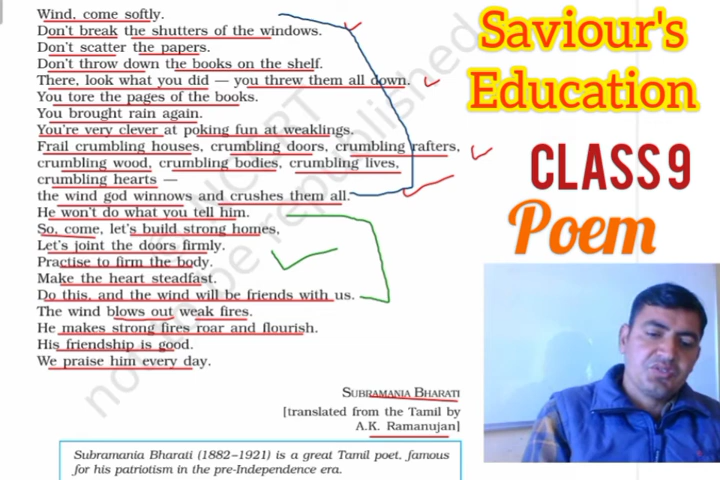 Wind, come softly.
Don't break the shutters of the windows.
Don't scatter the papers.
Don't throw down the books on the shelf.
There, look what you did — you threw them all down.
You tore the pages of the books.
You brought rain again.
You're very clever at poking fun at weaklings.
Frail crumbling houses, crumbling doors, crumbling rafters,
crumbling wood, crumbling bodies, crumbling lives,
crumbling hearts —
the wind god winnows and crushes them all.
He won't do what you tell him.
So, come, let's build strong homes,
Let's joint the doors firmly.
Practise to firm the body.
Make the heart steadfast.
Do this, and the wind will be friends with us.
The wind blows out weak fires.
He makes strong fires roar and flourish.
His friendship is good.
We praise him every day.
SUBRAMANIA BHARATI
[translated from the Tamil by
A.K. Ramanujan]
Subramania Bharati (1882–1921) is a great Tamil poet, famous
for his patriotism in the pre-Independence era.
Saviour's
Education
CLASS 9
Poem
not to be republished